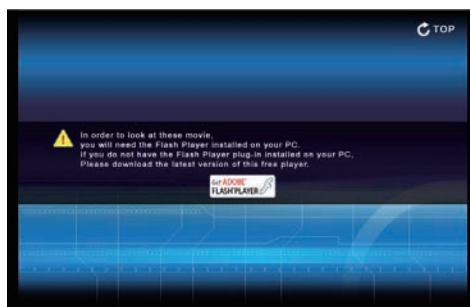 TOP
In order to look at these movie,
you will need the Flash Player installed on your PC.
If you do not have the Flash Player plug-in installed on your PC,
Please download the latest version of this free player.
Get ADOBE
FLASH PLAYER